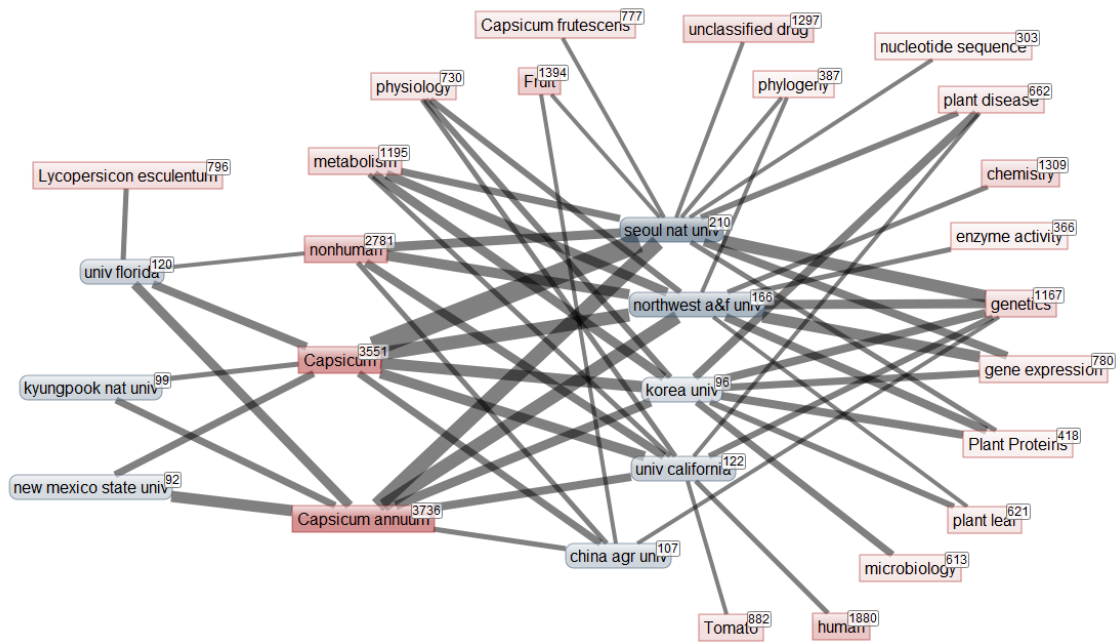 Capsicum frutescens 777
unclassified drug 1297
nucleotide sequence 303
physiology 730
Fruit 1394
phylogeny 387
plant disease 662
metabolism 1195
Lycopersicon esculentum 796
chemistry 1309
seoul nat univ 210
nonhuman 2781
enzyme activity 366
univ florida 120
northwest a&f univ 166
genetics 1167
Capsicum 3551
gene expression 780
kyungpook nat univ 99
korea univ 96
Plant Proteins 418
univ california 122
new mexico state univ 92
Capsicum annuum 3736
plant leaf 621
china agr univ 107
microbiology 613
Tomato 882
human 1880